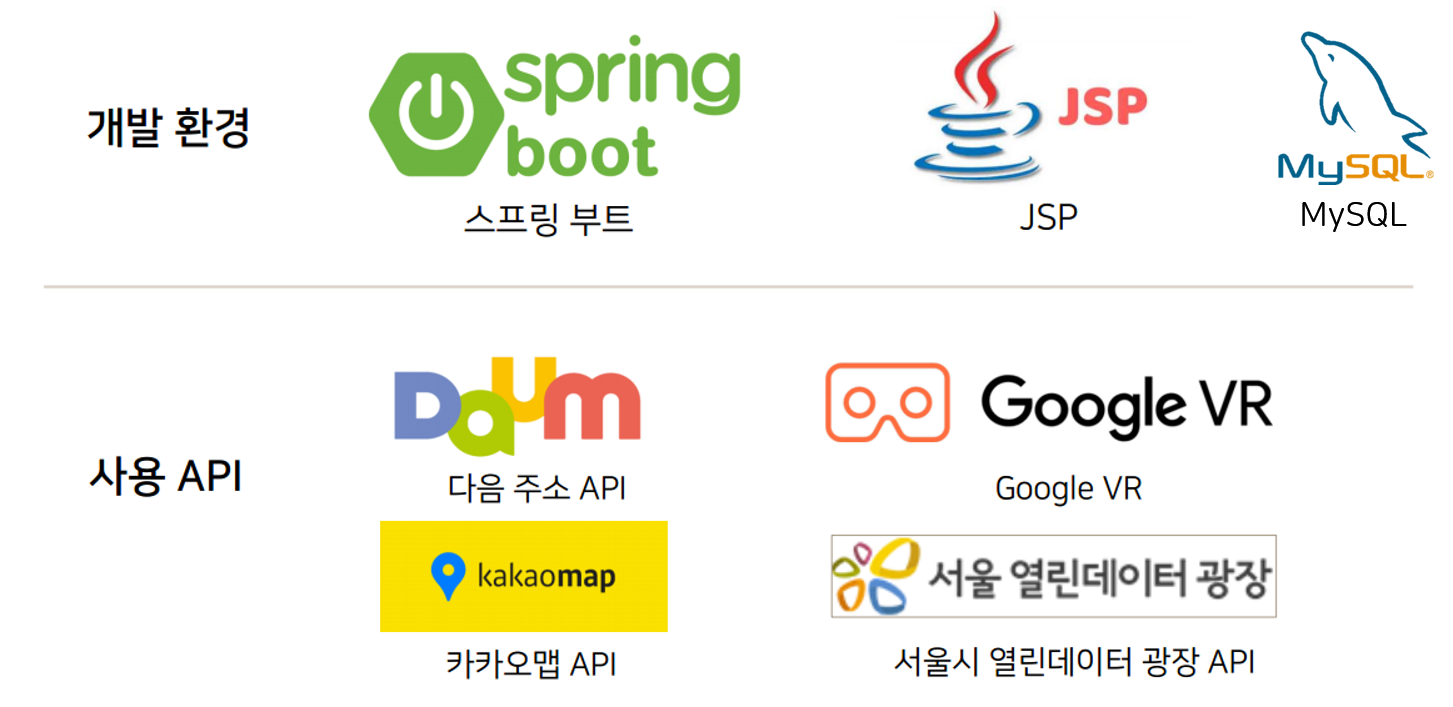 개발 환경
spring
boot
스프링 부트
JSP
JSP
MySQL®
MySQL
사용 API
Daum
다음 주소 API
Google VR
Google VR
kakaomap
카카오맵 API
서울 열린데이터 광장
서울시 열린데이터 광장 API